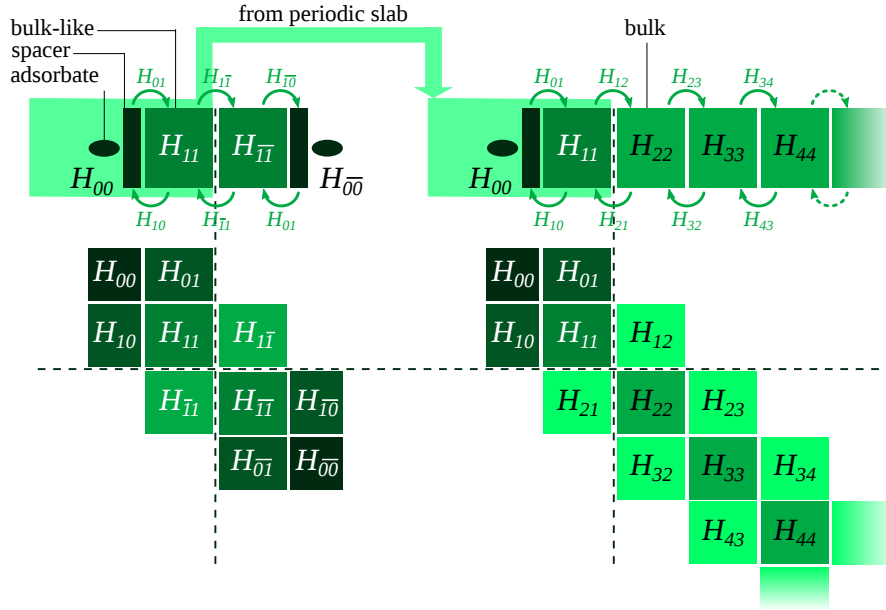 from periodic slab
bulk-like
spacer
adsorbate
bulk
H₀₁ H₁1̅ H1̅0̅
H₀₁ H₁₂ H₂₃ H₃₄
H₁₁ H1̅1̅
H₁₁ H₂₂ H₃₃ H₄₄
H₀₀ H0̅0̅
H₀₀
H₁₀ H1̅₁ H0̅1̅
H₁₀ H₂₁ H₃₂ H₄₃
H₀₀ H₀₁
H₁₀ H₁₁ H₁1̅
H1̅₁ H1̅1̅ H1̅0̅
H0̅1̅ H0̅0̅
H₀₀ H₀₁
H₁₀ H₁₁ H₁₂
H₂₁ H₂₂ H₂₃
H₃₂ H₃₃ H₃₄
H₄₃ H₄₄